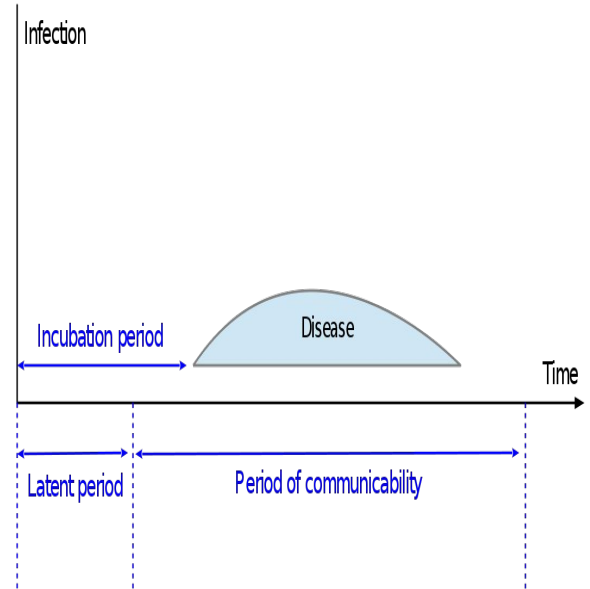 Infection
Disease
Incubation period
Time
Latent period
Period of communicability